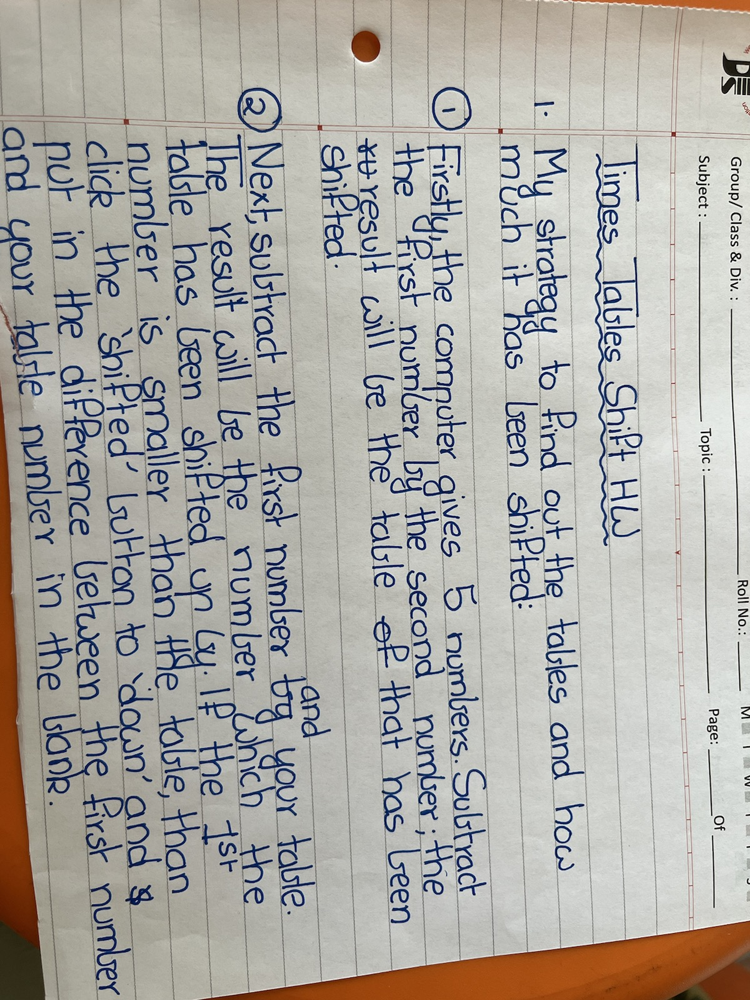 Group/ Class & Div. : Roll No.: M
Subject : Topic : Page: Of
Times Tables Shift HW
1. My strategy to find out the tables and how
much it has been shifted:
① Firstly, the computer gives 5 numbers. Subtract
the first number by the second number; the
result will be the table of that has been
shifted.
and
② Next, subtract the first number by your table.
The result will be the number which the
table has been shifted up by. If the 1st
number is smaller than the table, than
click the 'shifted' button to 'down' and
put in the difference between the first number
and your table number in the blank.